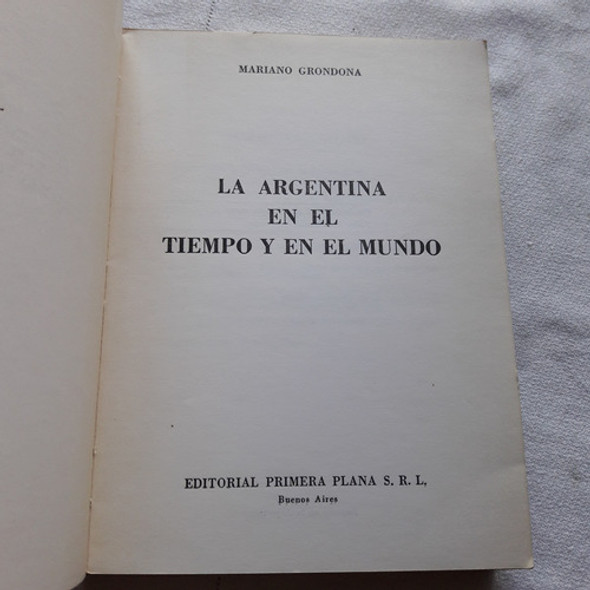 MARIANO GRONDONA
LA ARGENTINA
EN EL
TIEMPO Y EN EL MUNDO
EDITORIAL PRIMERA PLANA S. R. L.
Buenos Aires